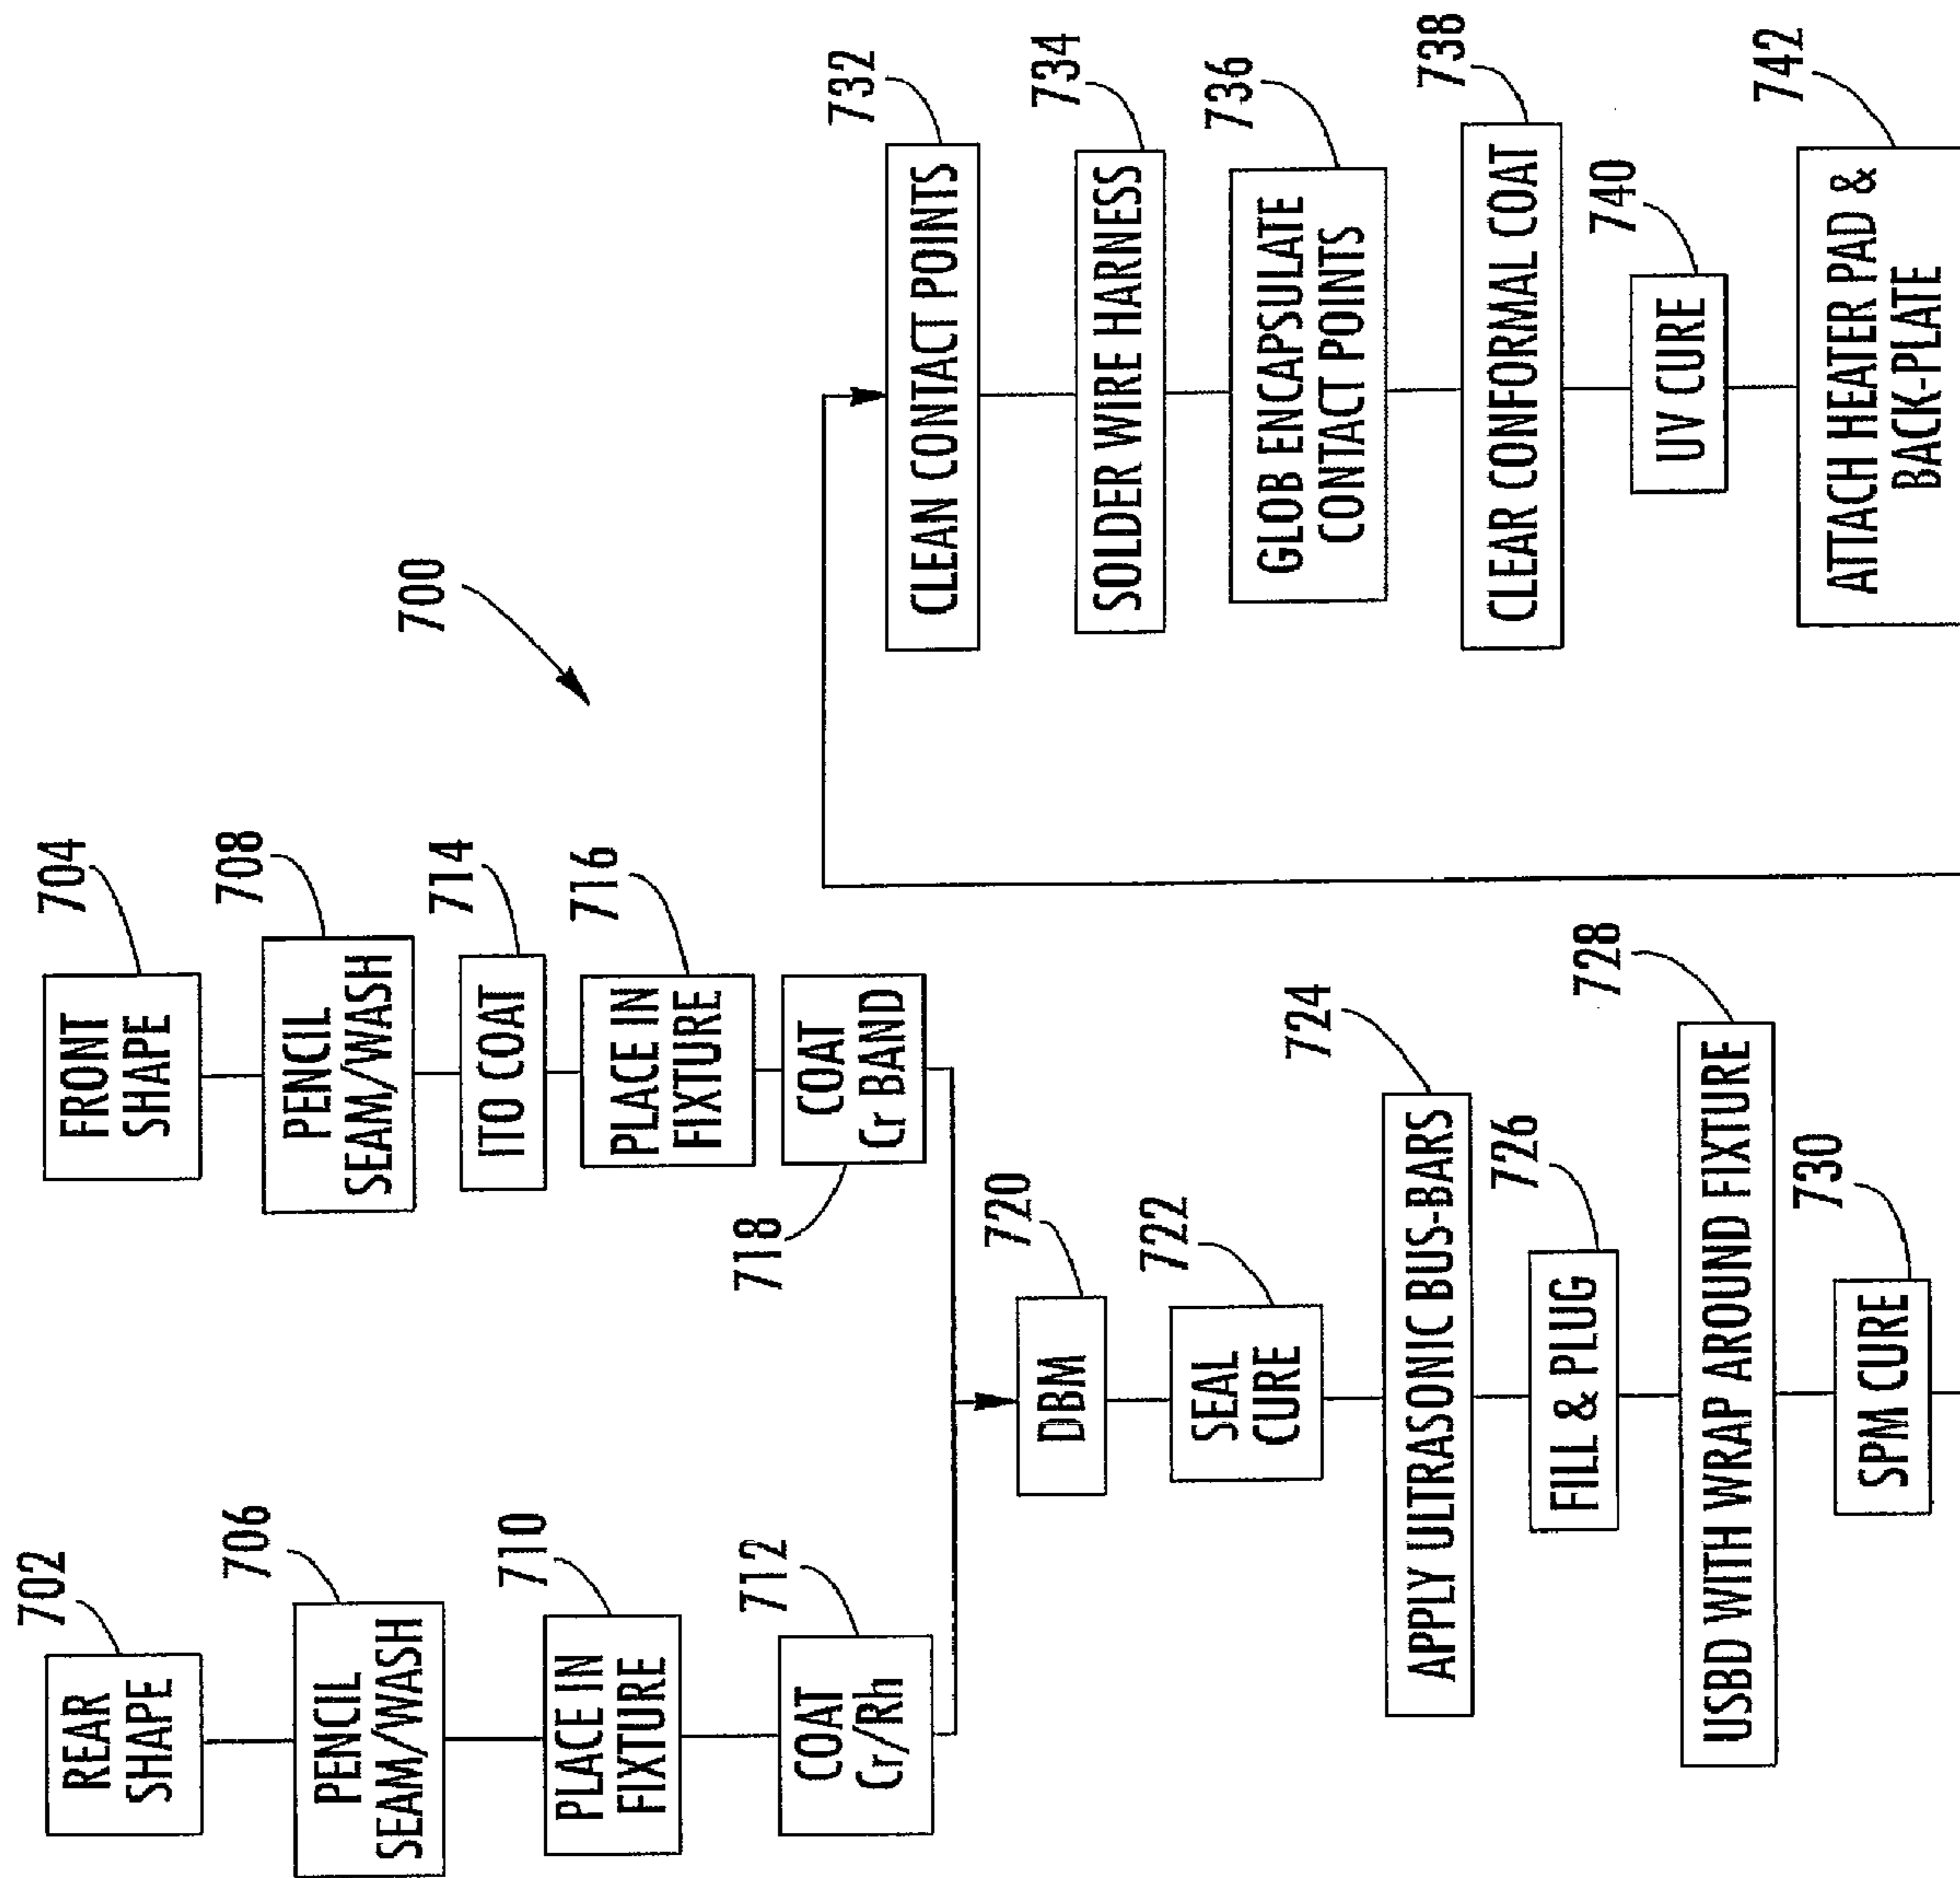 700
702
REAR
SHAPE
706
PENCIL
SEAM/WASH
710
PLACE IN
FIXTURE
712
COAT
Cr/Rh
704
FRONT
SHAPE
708
PENCIL
SEAM/WASH
714
ITO COAT
716
PLACE IN
FIXTURE
718
COAT
Cr BAND
720
DBM
722
SEAL
CURE
724
APPLY ULTRASONIC BUS-BARS
726
FILL & PLUG
728
USBD WITH WRAP AROUND FIXTURE
730
SPM CURE
732
CLEAN CONTACT POINTS
734
SOLDER WIRE HARNESS
736
GLOB ENCAPSULATE
CONTACT POINTS
738
CLEAR CONFORMAL COAT
740
UV CURE
742
ATTACH HEATER PAD &
BACK-PLATE